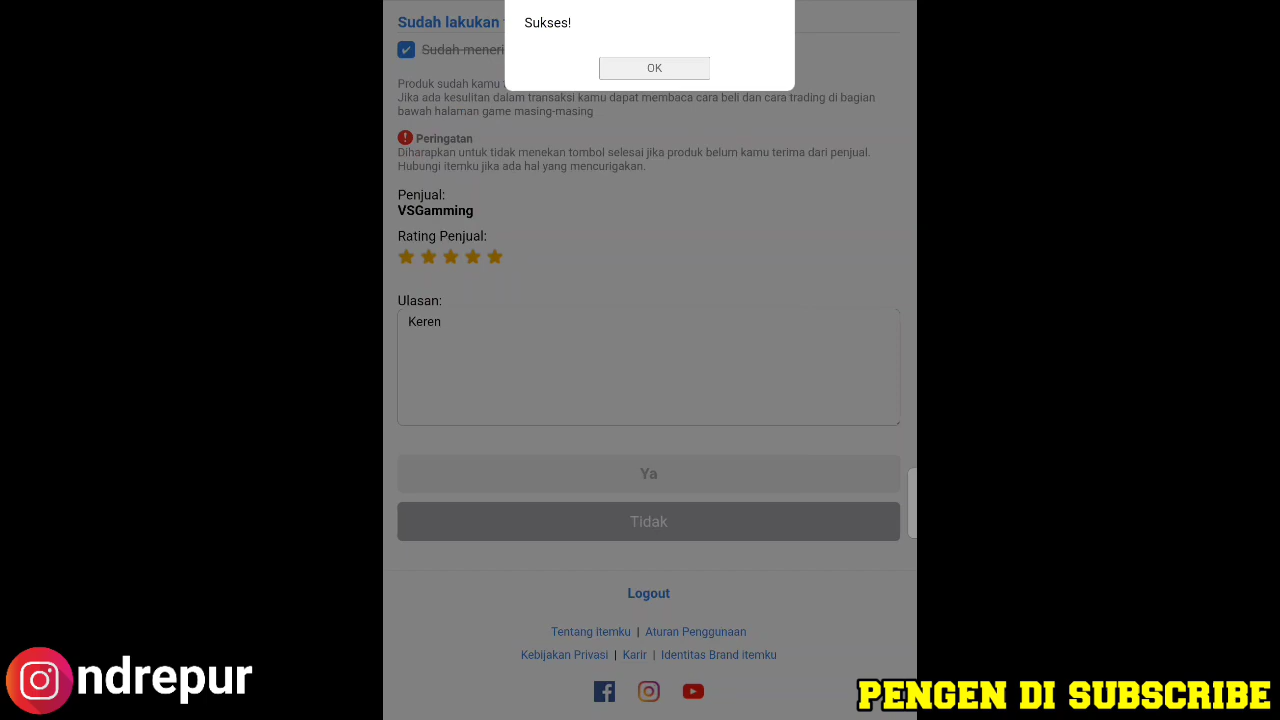 Sukses!
OK
Sudah lakukan
Sudah meneri
Produk sudah kamu
Jika ada kesulitan dalam transaksi kamu dapat membaca cara beli dan cara trading di bagian
bawah halaman game masing-masing
Peringatan
Diharapkan untuk tidak menekan tombol selesai jika produk belum kamu terima dari penjual.
Hubungi itemku jika ada hal yang mencurigakan.
Penjual:
VSGamming
Rating Penjual:
Ulasan:
Keren
Ya
Tidak
Logout
Tentang itemku | Aturan Penggunaan
Kebijakan Privasi | Karir | Identitas Brand itemku
ndrepur
PENGEN DI SUBSCRIBE